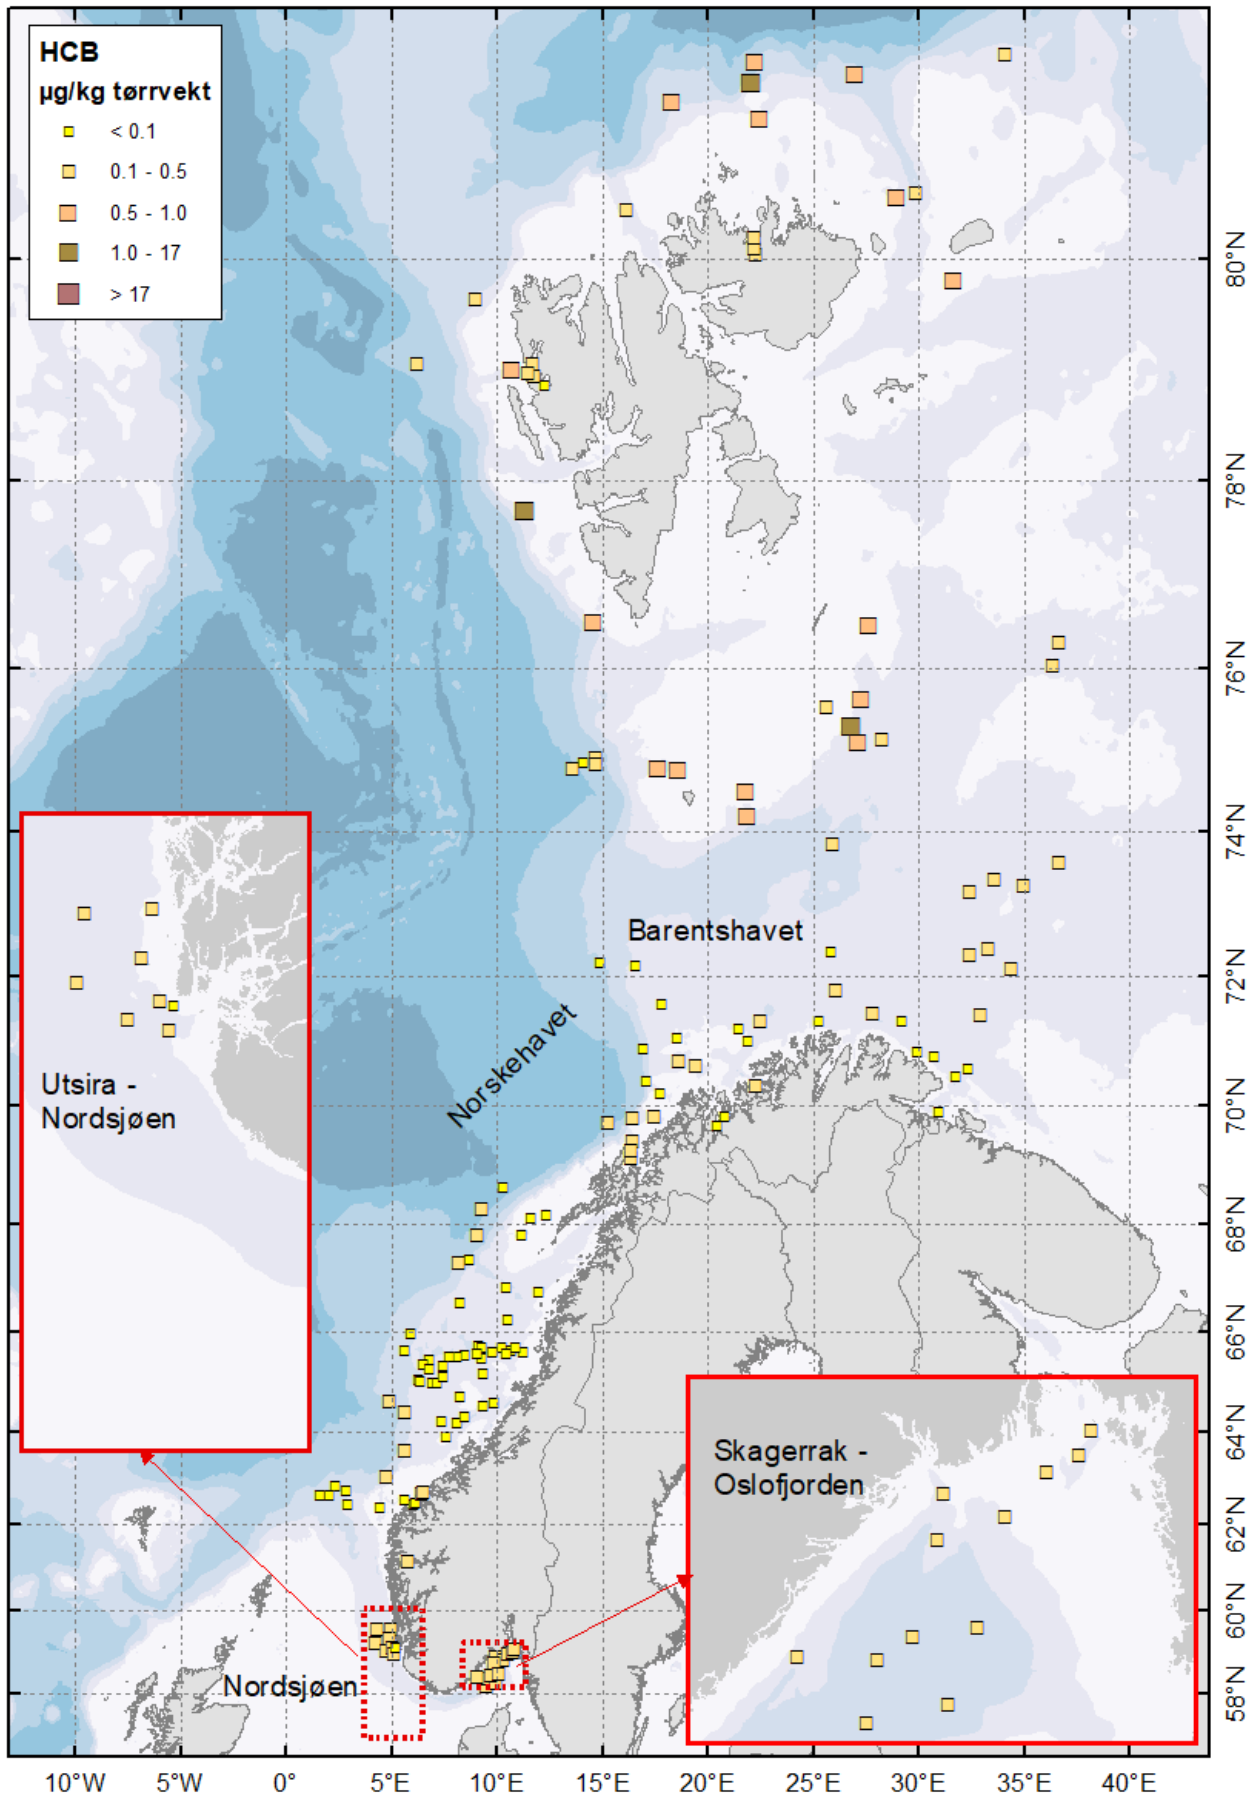 HCB
µg/kg tørrvekt
< 0.1
0.1 - 0.5
0.5 - 1.0
1.0 - 17
> 17
80°N
78°N
76°N
74°N
Barentshavet
72°N
Norskehavet
Utsira -
Nordsjøen
70°N
68°N
66°N
64°N
Skagerrak -
Oslofjorden
62°N
60°N
Nordsjøen
58°N
10°W
5°W
0°
5°E
10°E
15°E
20°E
25°E
30°E
35°E
40°E